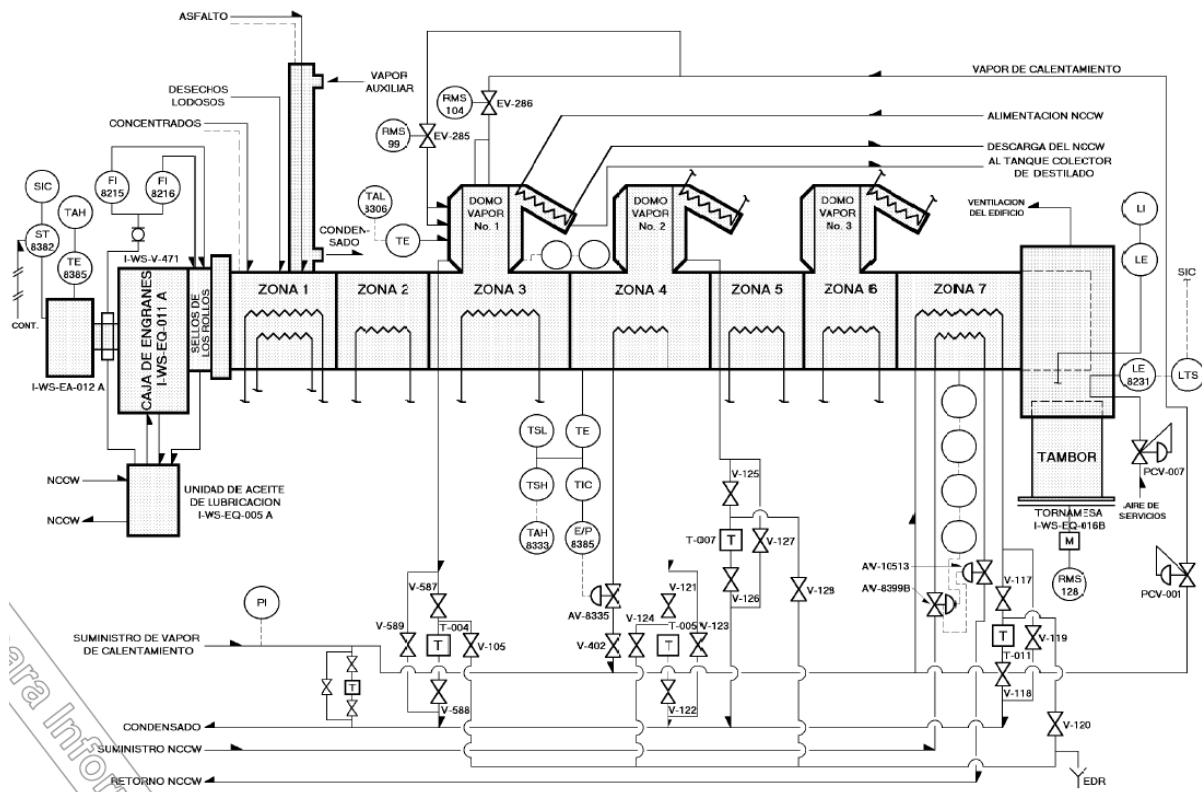 ASFALTO
VAPOR
AUXILIAR
DESECHOS
LODOSOS
CONCENTRADOS
VAPOR DE CALENTAMIENTO
RMS
104
EV-286
RMS
99
EV-285
ALIMENTACION NCCW
DESCARGA DEL NCCW
AL TANQUE COLECTOR
DE DESTILADO
SIC
FI
8215
FI
8216
TAH
ST
8382
TE
8385
TAL
8306
TE
CONDEN-
SADO
DOMO
VAPOR
No. 1
DOMO
VAPOR
No. 2
DOMO
VAPOR
No. 3
VENTILACION
DEL EDIFICIO
LI
LE
SIC
I-WS-V-471
CONT.
CAJA DE ENGRANES
I-WS-EQ-011 A
SELLOS DE
LOS ROLLOS
ZONA 1
ZONA 2
ZONA 3
ZONA 4
ZONA 5
ZONA 6
ZONA 7
I-WS-EA-012 A
LE
8231
LTS
TSL
TE
TSH
TIC
TAH
8333
E/P
8385
NCCW
NCCW
UNIDAD DE ACEITE
DE LUBRICACION
I-WS-EQ-005 A
TAMBOR
PCV-007
AIRE DE
SERVICIOS
TORNAMESA
I-WS-EQ-016B
M
RMS
128
PCV-001
V-125
T-007
T
V-127
V-126
V-128
AV-10513
AV-8399B
V-117
T-011
T
V-119
V-118
V-120
AV-8335
V-402
V-121
V-124
T-005
T
V-123
V-122
V-587
V-589
T-004
T
V-105
V-588
PI
SUMINISTRO DE VAPOR
DE CALENTAMIENTO
T
CONDENSADO
SUMINISTRO NCCW
RETORNO NCCW
EDR
ara Infor